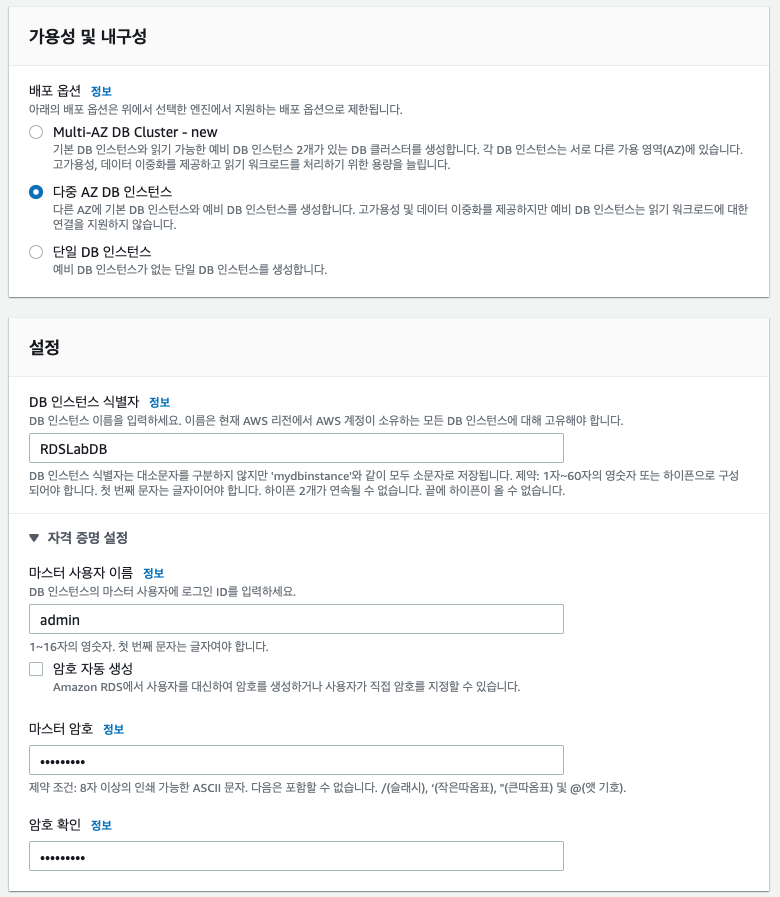 가용성 및 내구성
배포 옵션 정보
아래의 배포 옵션은 위에서 선택한 엔진에서 지원하는 배포 옵션으로 제한됩니다.
Multi-AZ DB Cluster - new
기본 DB 인스턴스와 읽기 가능한 예비 DB 인스턴스 2개가 있는 DB 클러스터를 생성합니다. 각 DB 인스턴스는 서로 다른 가용 영역(AZ)에 있습니다.
고가용성, 데이터 이중화를 제공하고 읽기 워크로드를 처리하기 위한 용량을 늘립니다.
다중 AZ DB 인스턴스
다른 AZ에 기본 DB 인스턴스와 예비 DB 인스턴스를 생성합니다. 고가용성 및 데이터 이중화를 제공하지만 예비 DB 인스턴스는 읽기 워크로드에 대한
연결을 지원하지 않습니다.
단일 DB 인스턴스
예비 DB 인스턴스가 없는 단일 DB 인스턴스를 생성합니다.
설정
DB 인스턴스 식별자 정보
DB 인스턴스 이름을 입력하세요. 이름은 현재 AWS 리전에서 AWS 계정이 소유하는 모든 DB 인스턴스에 대해 고유해야 합니다.
RDSLabDB
DB 인스턴스 식별자는 대소문자를 구분하지 않지만 'mydbinstance'와 같이 모두 소문자로 저장됩니다. 제약: 1자~60자의 영숫자 또는 하이픈으로 구성
되어야 합니다. 첫 번째 문자는 글자이어야 합니다. 하이픈 2개가 연속될 수 없습니다. 끝에 하이픈이 올 수 없습니다.
▼ 자격 증명 설정
마스터 사용자 이름 정보
DB 인스턴스의 마스터 사용자에 로그인 ID를 입력하세요.
admin
1~16자의 영숫자. 첫 번째 문자는 글자여야 합니다.
암호 자동 생성
Amazon RDS에서 사용자를 대신하여 암호를 생성하거나 사용자가 직접 암호를 지정할 수 있습니다.
마스터 암호 정보
•••••••••
제약 조건: 8자 이상의 인쇄 가능한 ASCII 문자. 다음은 포함할 수 없습니다. /(슬래시), '(작은따옴표), "(큰따옴표) 및 @(앳 기호).
암호 확인 정보
•••••••••